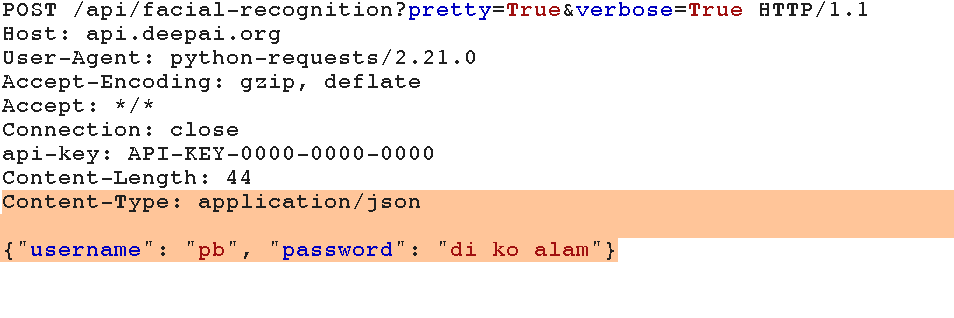 POST /api/facial-recognition?pretty=True&verbose=True HTTP/1.1
Host: api.deepai.org
User-Agent: python-requests/2.21.0
Accept-Encoding: gzip, deflate
Accept: */*
Connection: close
api-key: API-KEY-0000-0000-0000
Content-Length: 44
Content-Type: application/json
{"username": "pb", "password": "di ko alam"}